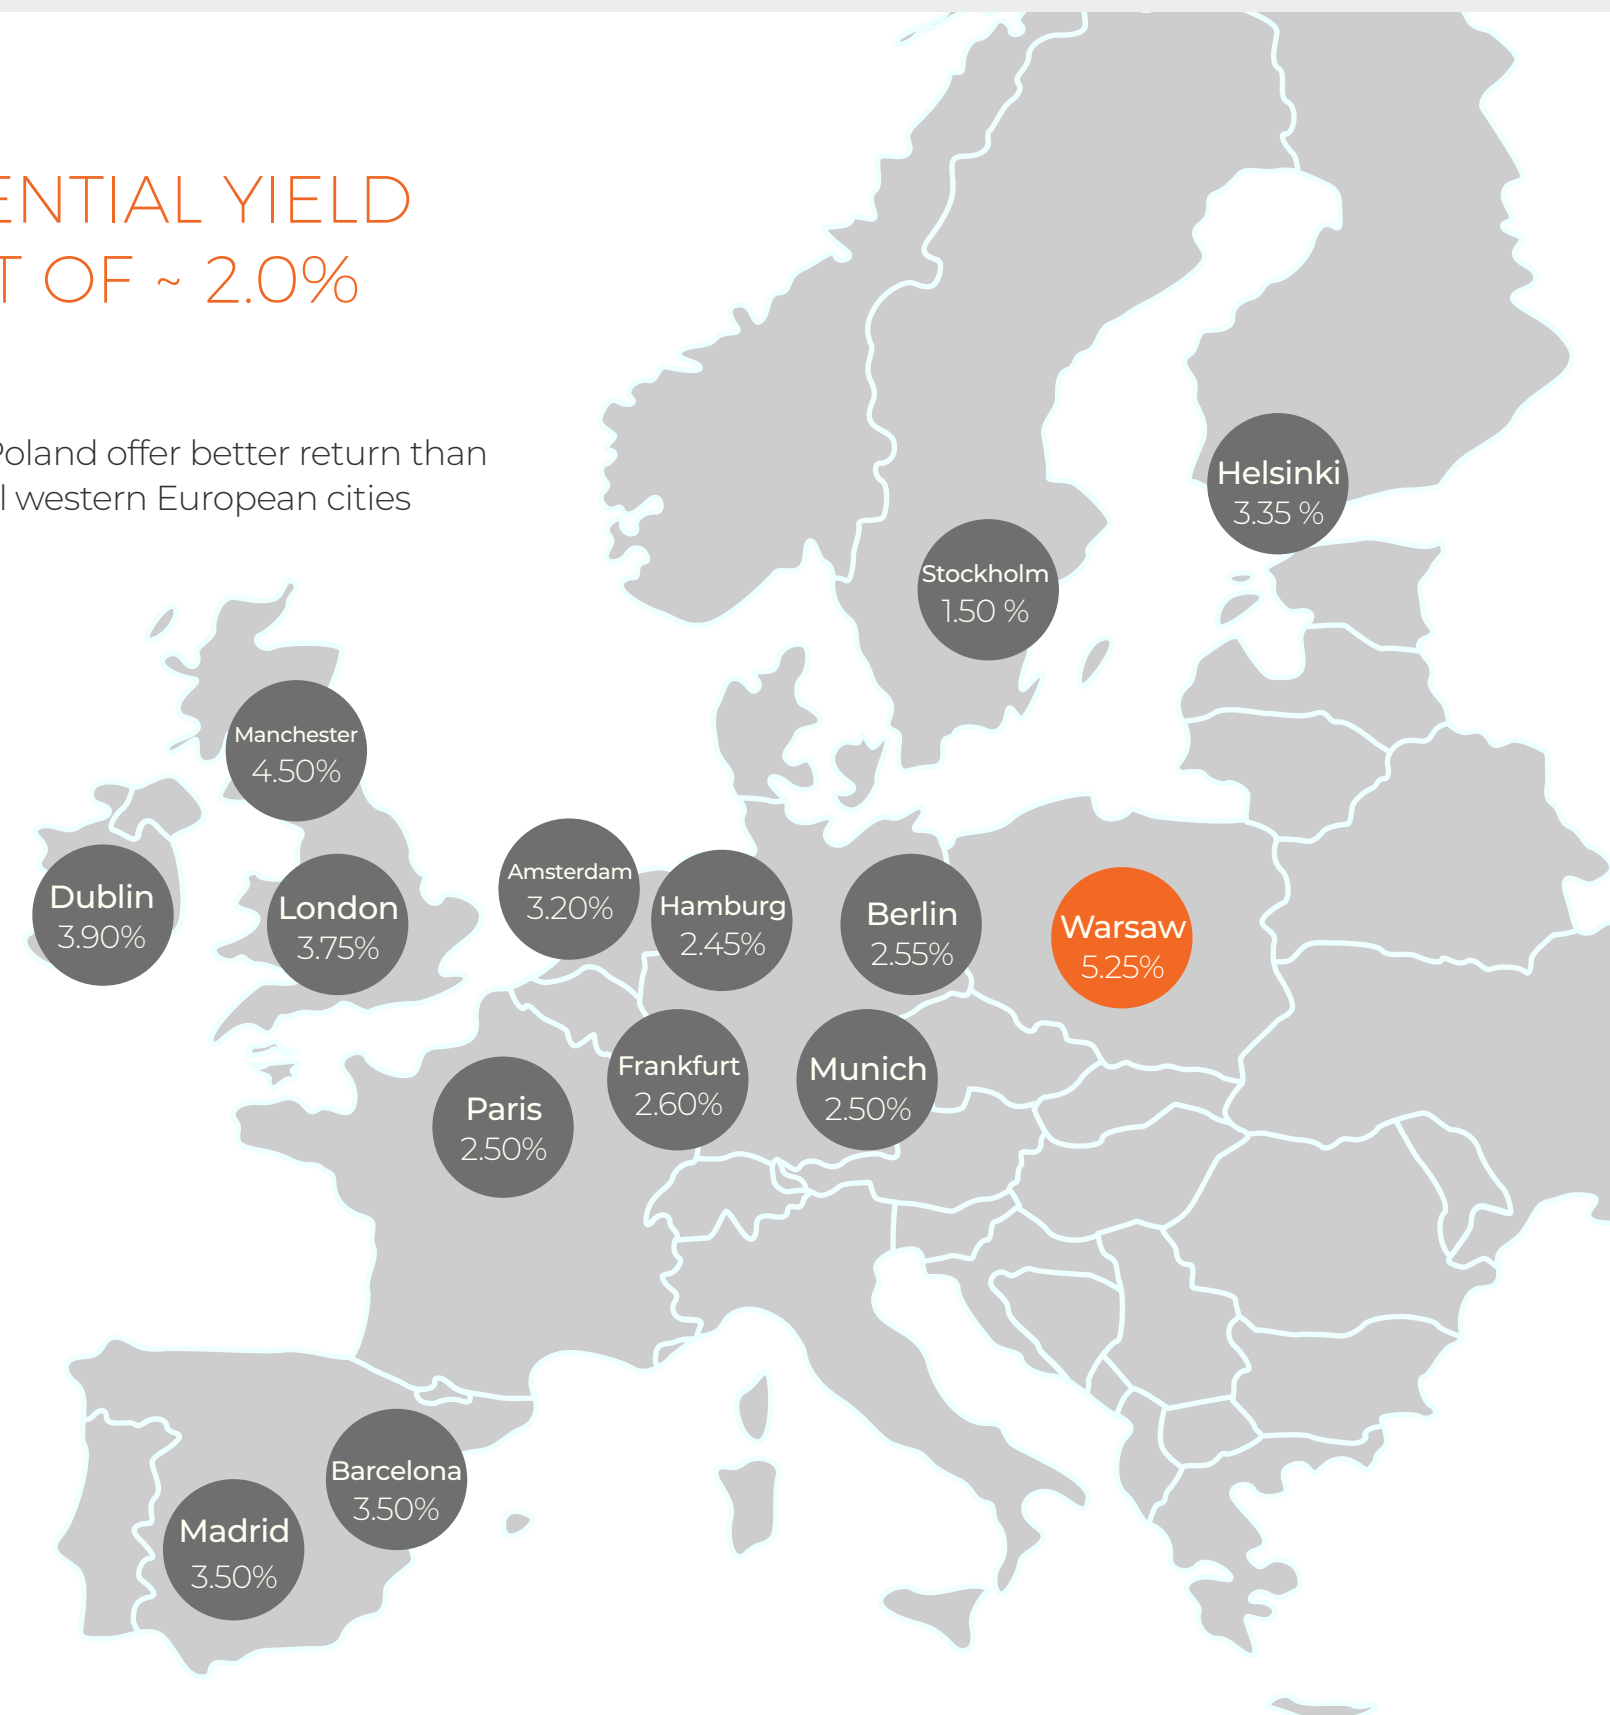 ENTIAL YIELD
T OF ~ 2.0%
Poland offer better return than
l western European cities
Helsinki
3.35 %
Stockholm
1.50 %
Manchester
4.50%
Dublin
3.90%
London
3.75%
Amsterdam
3.20%
Hamburg
2.45%
Berlin
2.55%
Warsaw
5.25%
Paris
2.50%
Frankfurt
2.60%
Munich
2.50%
Barcelona
3.50%
Madrid
3.50%